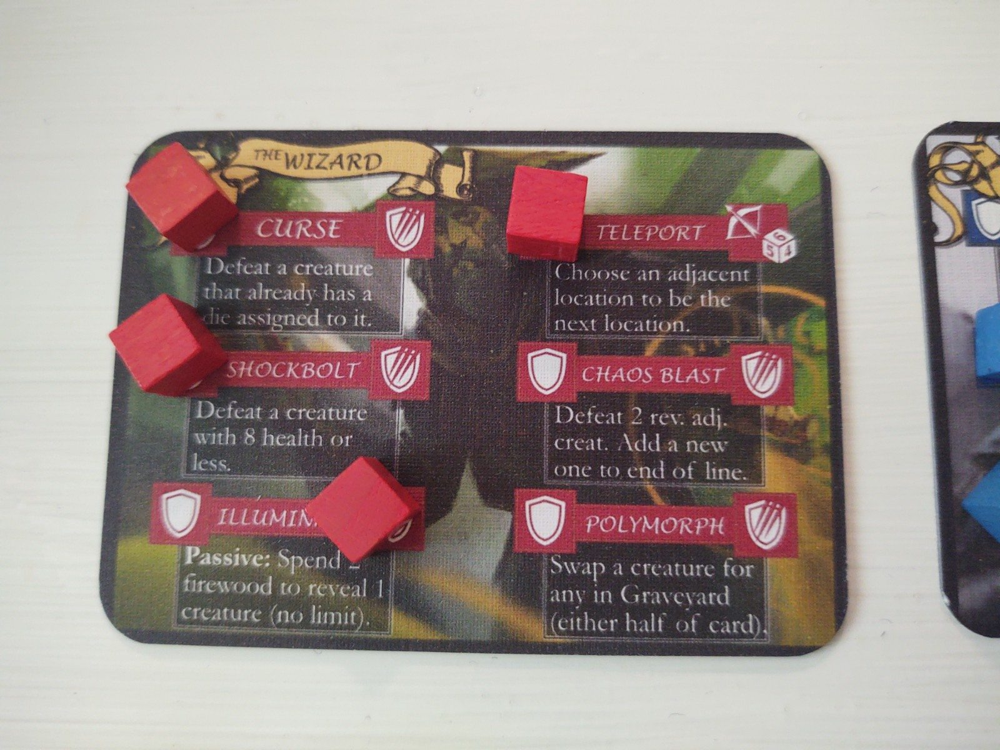 THE WIZARD
CURSE
Defeat a creature
that already has a
die assigned to it.
SHOCKBOLT
Defeat a creature
with 8 health or
less.
Passive: Spend
firewood to reveal 1
creature (no limit).
TELEPORT
6
5 4
Choose an adjacent
location to be the
next location.
CHAOS BLAST
Defeat 2 rev. adj.
creat. Add a new
one to end of line.
POLYMORPH
Swap a creature for
any in Graveyard
(either half of card).